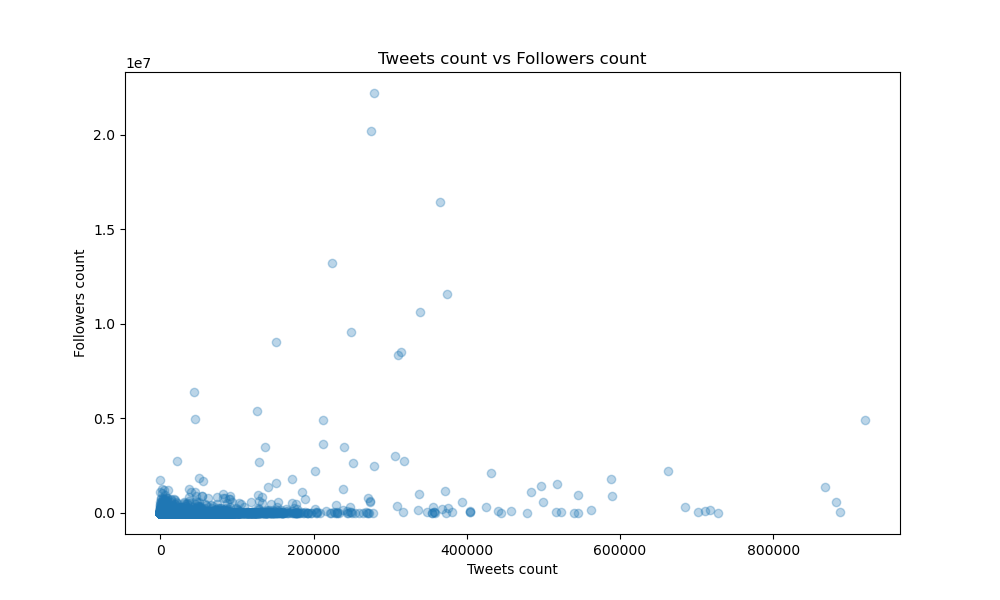 Tweets count vs Followers count
1e7
2.0
1.5
1.0
0.5
0.0
Followers count
0 200000 400000 600000 800000
Tweets count